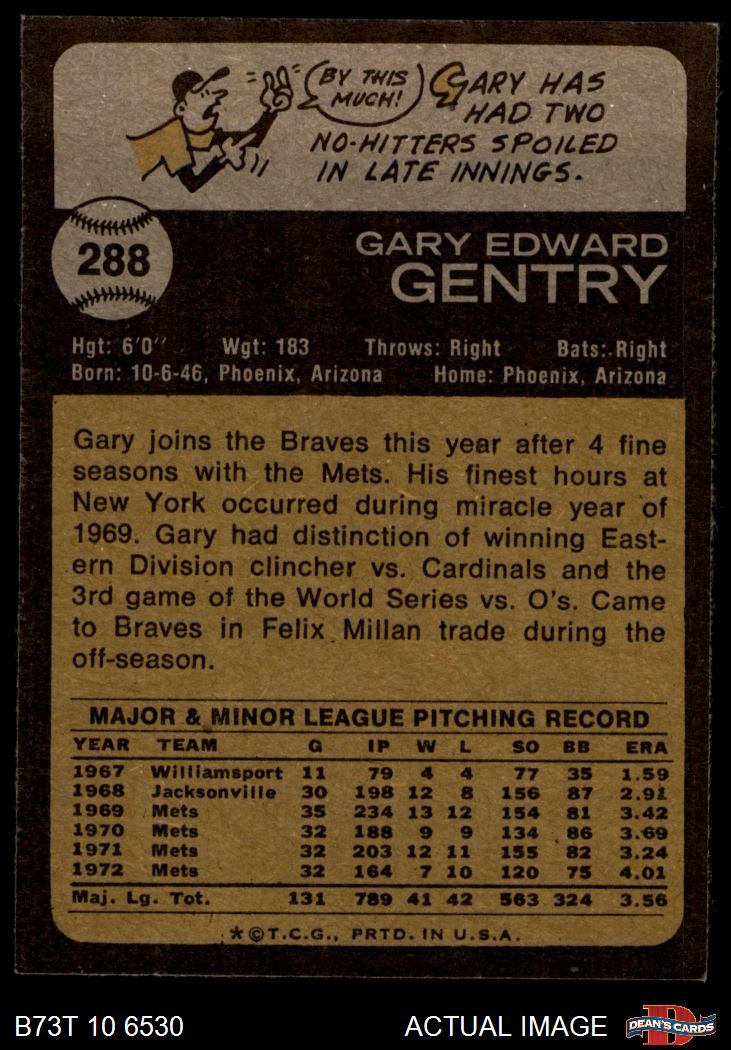 BY THIS MUCH!
GARY HAS
HAD TWO
NO-HITTERS SPOILED
IN LATE INNINGS.
288
GARY EDWARD
GENTRY
Hgt: 6'0" Wgt: 183 Throws: Right Bats: Right
Born: 10-6-46, Phoenix, Arizona Home: Phoenix, Arizona
Gary joins the Braves this year after 4 fine
seasons with the Mets. His finest hours at
New York occurred during miracle year of
1969. Gary had distinction of winning East-
ern Division clincher vs. Cardinals and the
3rd game of the World Series vs. O's. Came
to Braves in Felix Millan trade during the
off-season.
MAJOR & MINOR LEAGUE PITCHING RECORD
YEAR TEAM G IP W L SO BB ERA
1967 Williamsport 11 79 4 4 77 35 1.59
1968 Jacksonville 30 198 12 8 156 87 2.91
1969 Mets 35 234 13 12 154 81 3.42
1970 Mets 32 188 9 9 134 86 3.69
1971 Mets 32 203 12 11 155 82 3.24
1972 Mets 32 164 7 10 120 75 4.01
Maj. Lg. Tot. 131 789 41 42 563 324 3.56
*©T.C.G., PRTD. IN U.S.A.
B73T 10 6530 ACTUAL IMAGE D DEAN'S CARDS